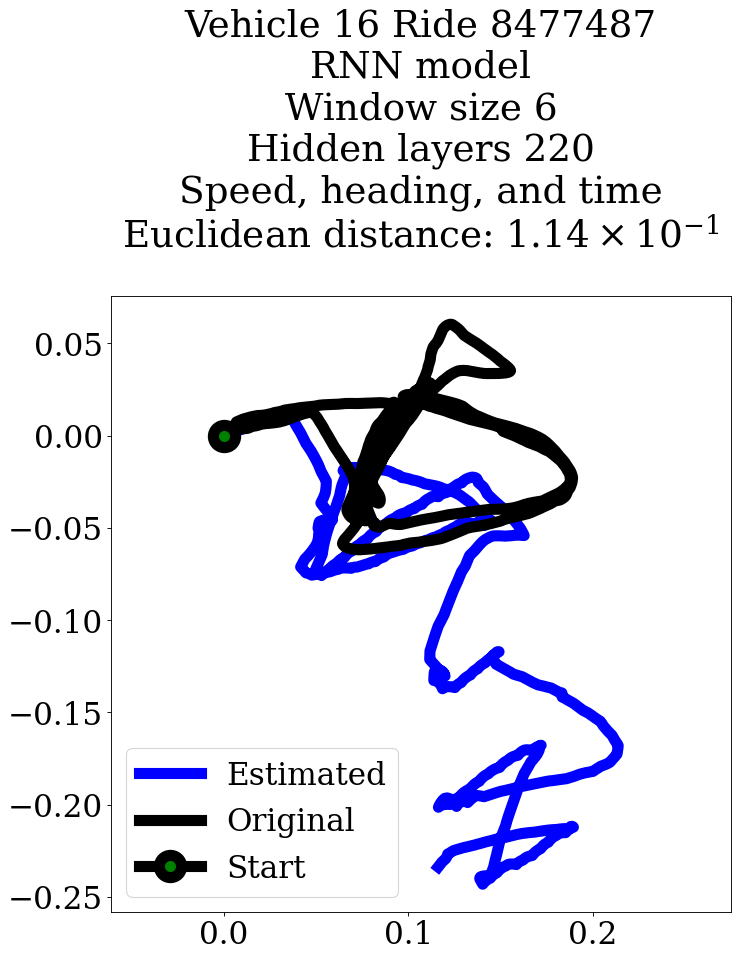 Vehicle 16 Ride 8477487
RNN model
Window size 6
Hidden layers 220
Speed, heading, and time
Euclidean distance: 1.14 × 10⁻¹
0.05
0.00
−0.05
−0.10
−0.15
−0.20
−0.25
Estimated
Original
Start
0.0 0.1 0.2